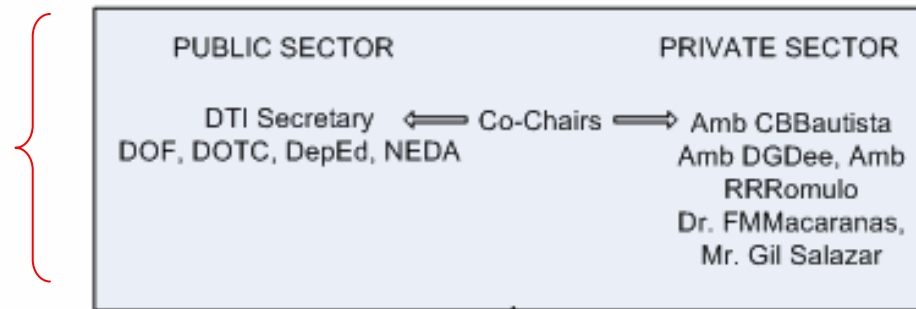 PUBLIC SECTOR
PRIVATE SECTOR
DTI Secretary
Co-Chairs
Amb CBBautista
DOF, DOTC, DepEd, NEDA
Amb DGDee, Amb
RRRomulo
Dr. FMMacaranas,
Mr. Gil Salazar